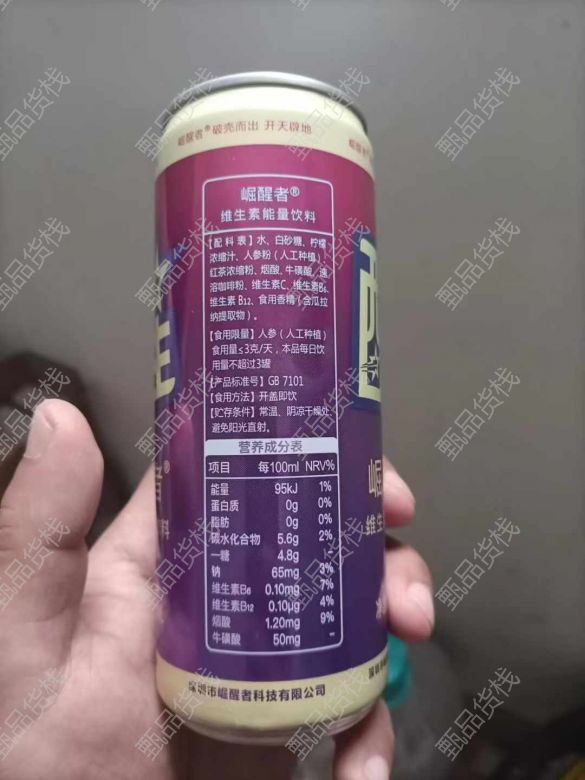 崛醒者®破壳而出 开天辟地
崛醒者®
维生素能量饮料
【配料表】水、白砂糖、柠檬
浓缩汁、人参粉（人工种植）、
红茶浓缩粉、烟酸、牛磺酸、速
溶咖啡粉、维生素C、维生素B₆、
维生素 B₁₂、食用香精（含瓜拉
纳提取物）。
【食用限量】人参（人工种植）
食用量≤3克/天，本品每日饮
用量不超过3罐
【产品标准号】GB 7101
【食用方法】开盖即饮
【贮存条件】常温、阴凉干燥处，
避免阳光直射。
营养成分表
项目 每100ml NRV%
能量 95kJ 1%
蛋白质 0g 0%
脂肪 0g 0%
碳水化合物 5.6g 2%
—糖 4.8g –
钠 65mg 3%
维生素B₆ 0.10mg 7%
维生素B₁₂ 0.10μg 4%
烟酸 1.20mg 9%
牛磺酸 50mg –
深圳市崛醒者科技有限公司
崛
维生
甄品货栈